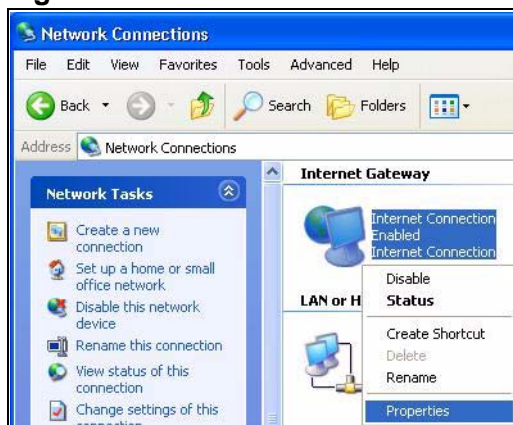 Network Connections
File Edit View Favorites Tools Advanced Help
Back Search Folders
Address Network Connections
Network Tasks
Create a new
connection
Set up a home or small
office network
Disable this network
device
Rename this connection
View status of this
connection
Change settings of this
connection
Internet Gateway
Internet Connection
Enabled
Internet Connection
LAN or H
Disable
Status
Create Shortcut
Delete
Rename
Properties